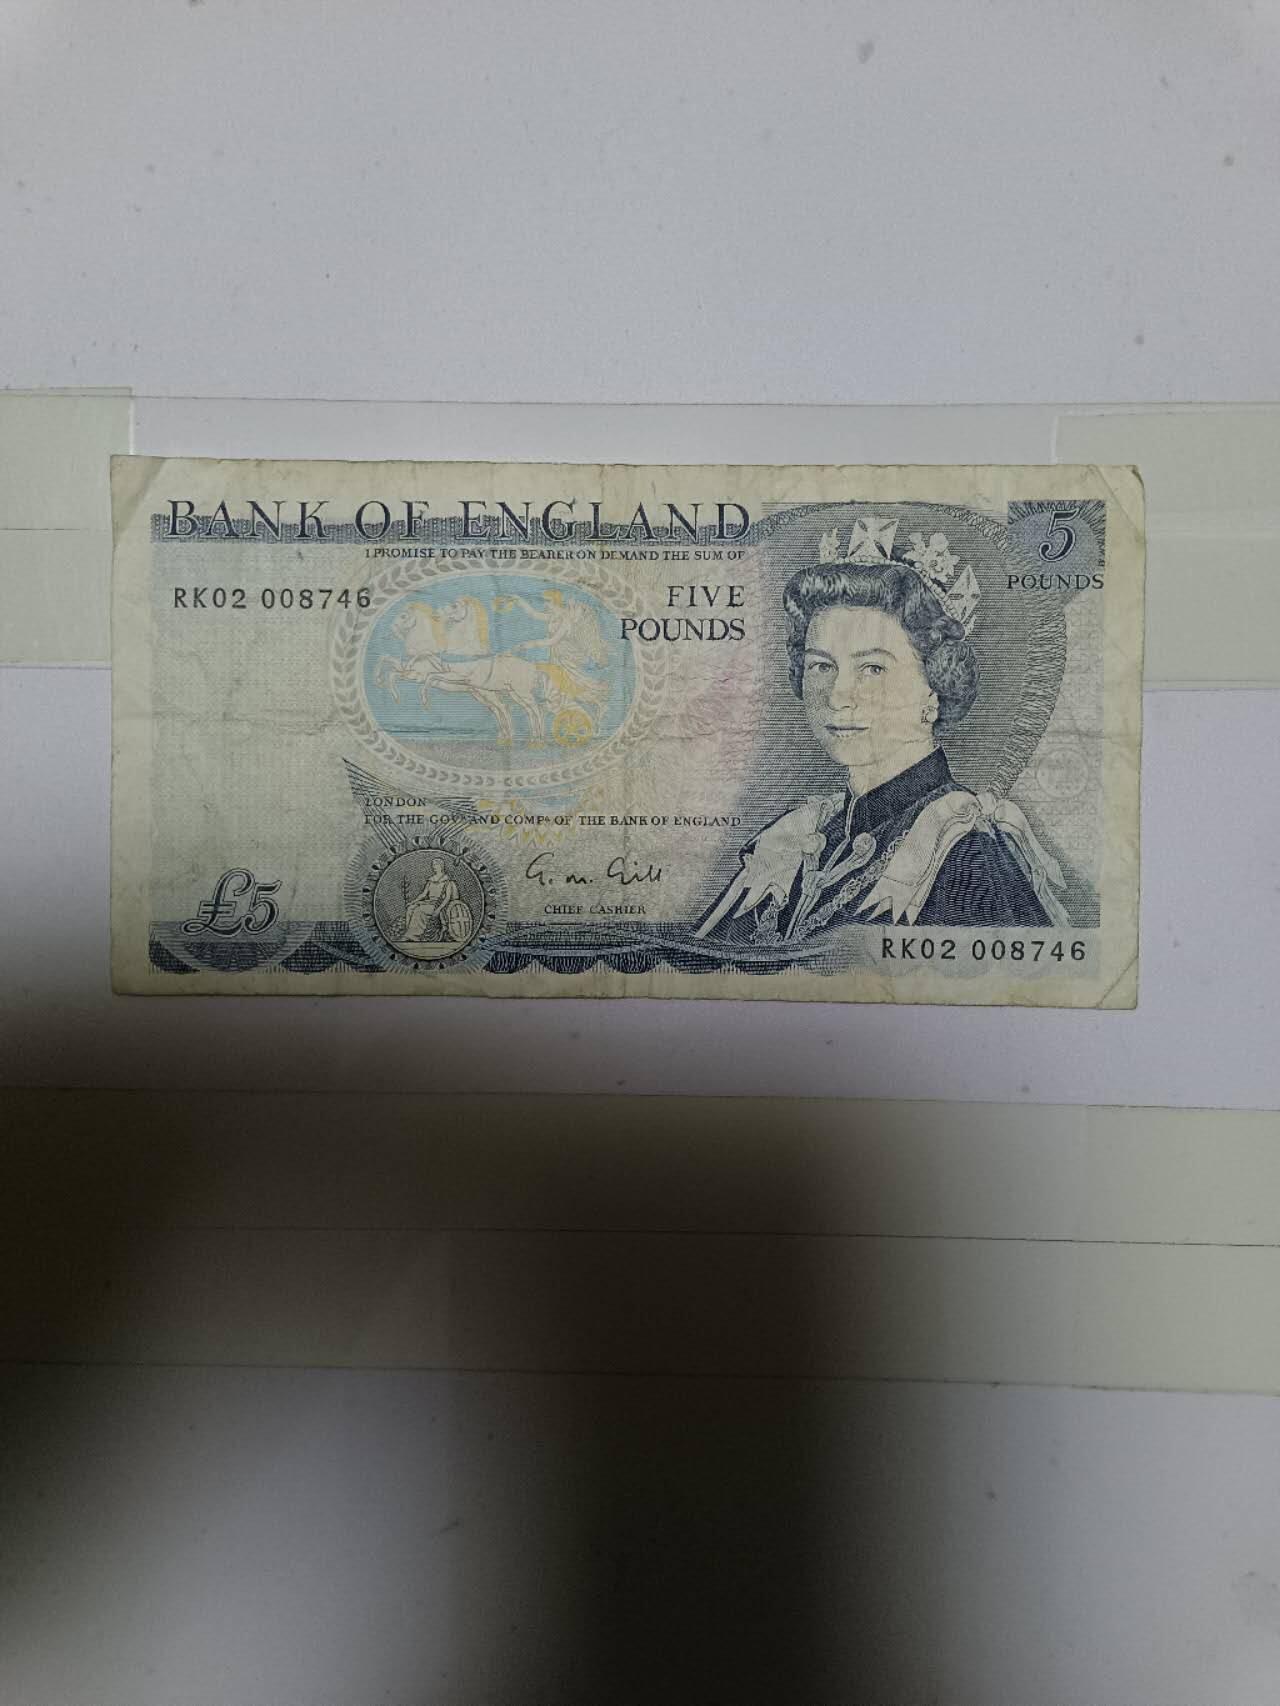 BANK OF ENGLAND
5
POUNDS
I PROMISE TO PAY THE BEARER ON DEMAND THE SUM OF
RK02 008746
FIVE
POUNDS
LONDON
FOR THE GOVR AND COMPA OF THE BANK OF ENGLAND
G. M. Gill
CHIEF CASHIER
£5
RK02 008746